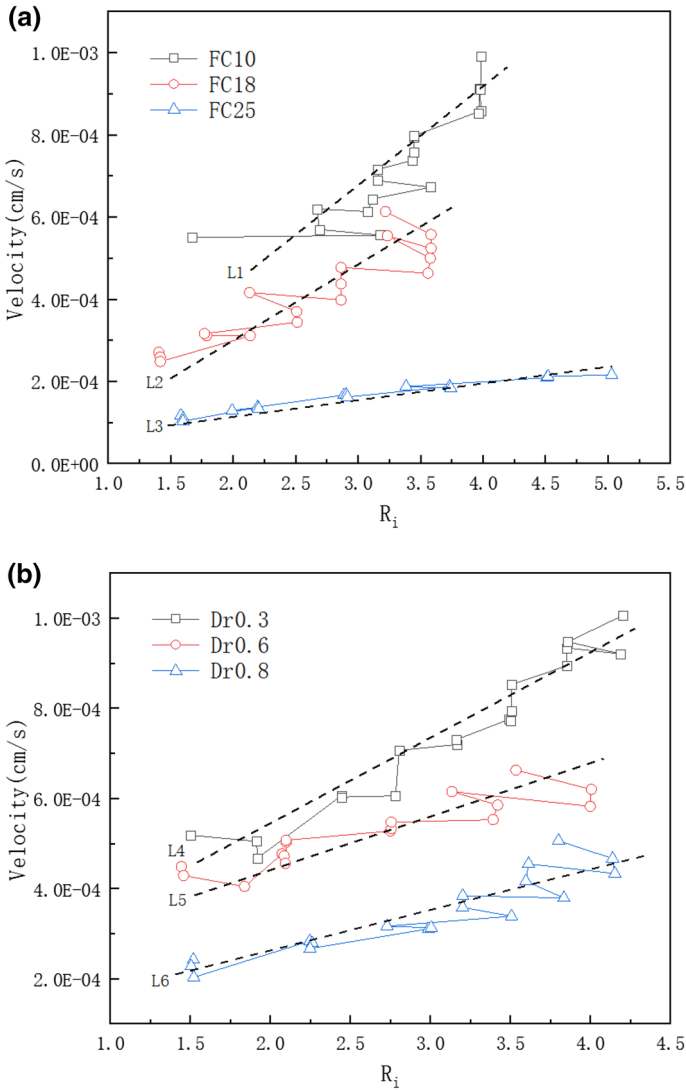 (a)
FC10
FC18
FC25
1.0E-03
8.0E-04
6.0E-04
4.0E-04
2.0E-04
0.0E+00
Velocity(cm/s)
L1
L2
L3
1.0 1.5 2.0 2.5 3.0 3.5 4.0 4.5 5.0 5.5
Ri
(b)
Dr0.3
Dr0.6
Dr0.8
1.0E-03
8.0E-04
6.0E-04
4.0E-04
2.0E-04
Velocity(cm/s)
L4
L5
L6
1.0 1.5 2.0 2.5 3.0 3.5 4.0 4.5
Ri